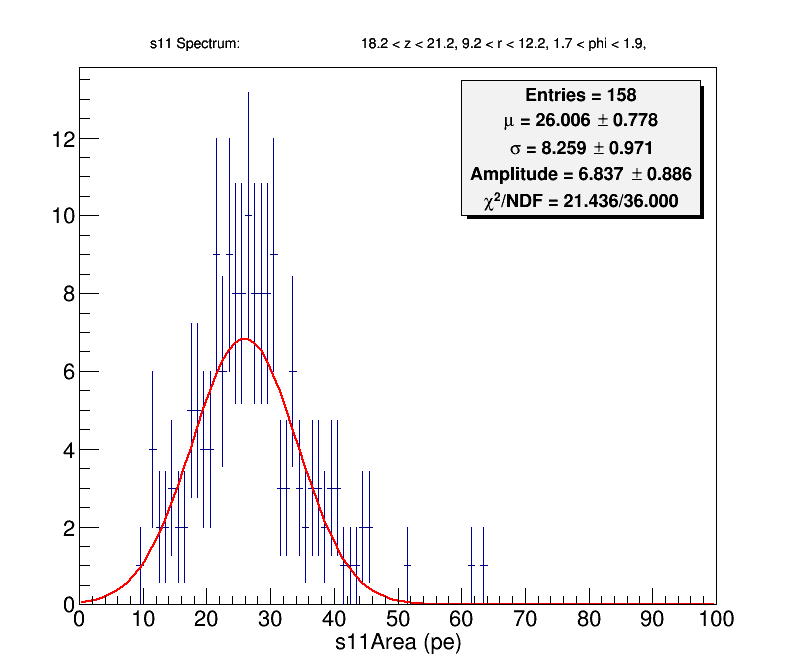 s11 Spectrum: 18.2 < z < 21.2, 9.2 < r < 12.2, 1.7 < phi < 1.9,
Entries = 158
μ = 26.006 ± 0.778
σ = 8.259 ± 0.971
Amplitude = 6.837 ± 0.886
χ²/NDF = 21.436/36.000
12
10
8
6
4
2
0
0 10 20 30 40 50 60 70 80 90 100
s11Area (pe)